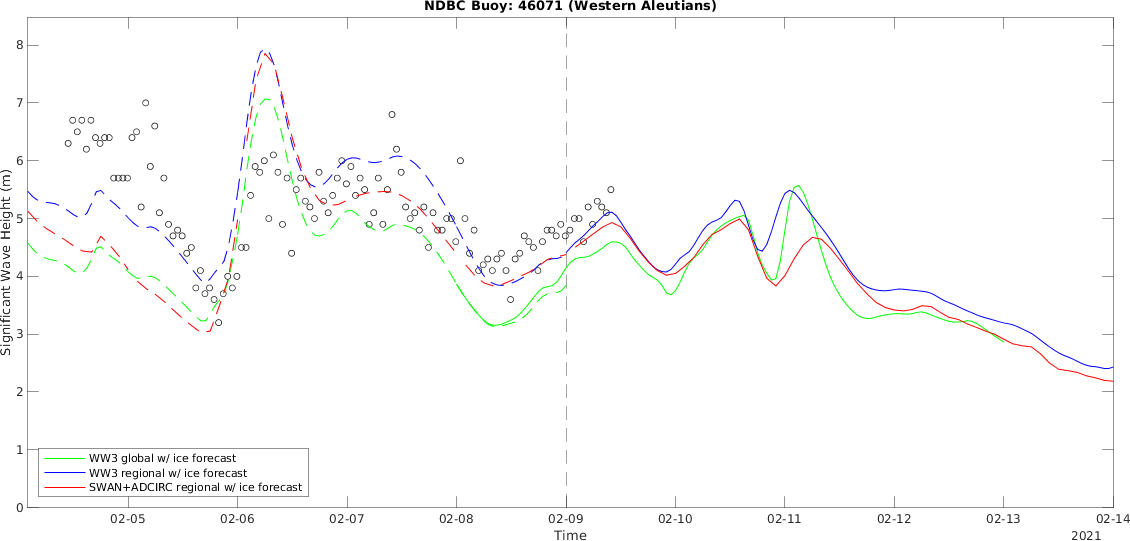 NDBC Buoy: 46071 (Western Aleutians)
Significant Wave Height (m)
8
7
6
5
4
3
2
1
0
WW3 global w/ ice forecast
WW3 regional w/ ice forecast
SWAN+ADCIRC regional w/ ice forecast
02-05 02-06 02-07 02-08 02-09 02-10 02-11 02-12 02-13 02-14
Time
2021